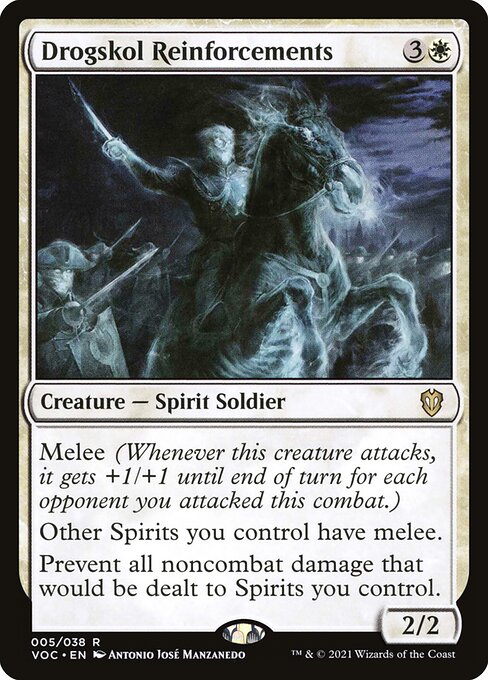 Drogskol Reinforcements 3
Creature — Spirit Soldier
Melee (Whenever this creature attacks,
it gets +1/+1 until end of turn for each
opponent you attacked this combat.)
Other Spirits you control have melee.
Prevent all noncombat damage that
would be dealt to Spirits you control.
2/2
005/038 R
VOC • EN Antonio José Manzanedo
™ & © 2021 Wizards of the Coast